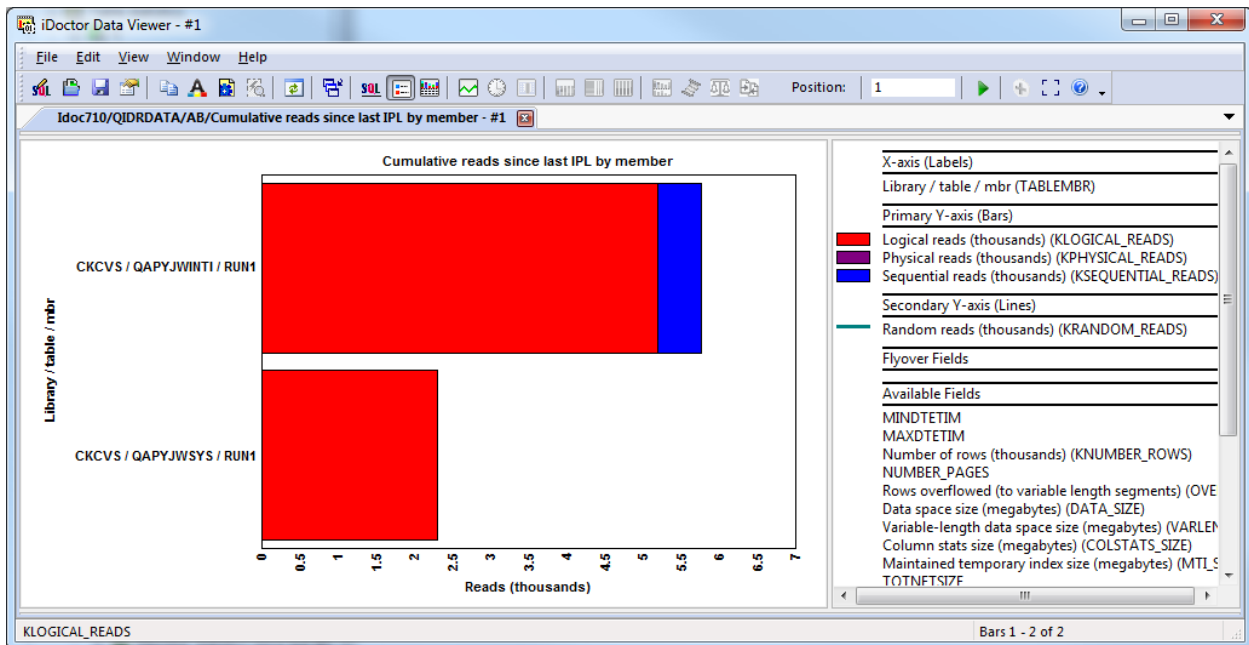 iDoctor Data Viewer - #1
File Edit View Window Help
SQL SQL Position: 1
Idoc710/QIDRDATA/AB/Cumulative reads since last IPL by member - #1
Cumulative reads since last IPL by member
Library / table / mbr
CKCVS / QAPYJWINTI / RUN1
CKCVS / QAPYJWSYS / RUN1
0 0.5 1 1.5 2 2.5 3 3.5 4 4.5 5 5.5 6 6.5 7
Reads (thousands)
X-axis (Labels)
Library / table / mbr (TABLEMBR)
Primary Y-axis (Bars)
Logical reads (thousands) (KLOGICAL_READS)
Physical reads (thousands) (KPHYSICAL_READS)
Sequential reads (thousands) (KSEQUENTIAL_READS)
Secondary Y-axis (Lines)
Random reads (thousands) (KRANDOM_READS)
Flyover Fields
Available Fields
MINDTETIM
MAXDTETIM
Number of rows (thousands) (KNUMBER_ROWS)
NUMBER_PAGES
Rows overflowed (to variable length segments) (OVE
Data space size (megabytes) (DATA_SIZE)
Variable-length data space size (megabytes) (VARLEN
Column stats size (megabytes) (COLSTATS_SIZE)
Maintained temporary index size (megabytes) (MTI_S
TOTNETSIZE
KLOGICAL_READS
Bars 1 - 2 of 2